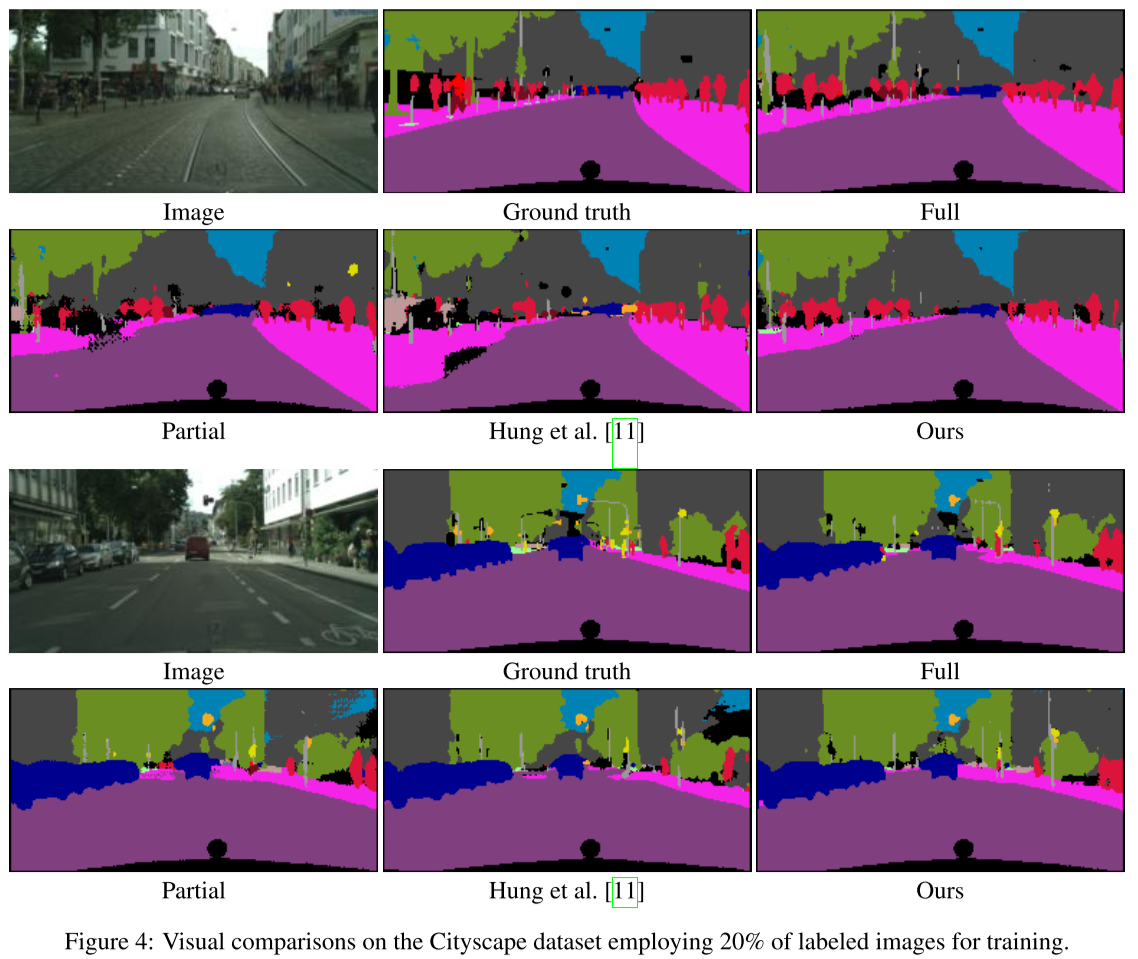 Image Ground truth Full
Partial Hung et al. [11] Ours
Image Ground truth Full
Partial Hung et al. [11] Ours
Figure 4: Visual comparisons on the Cityscape dataset employing 20% of labeled images for training.